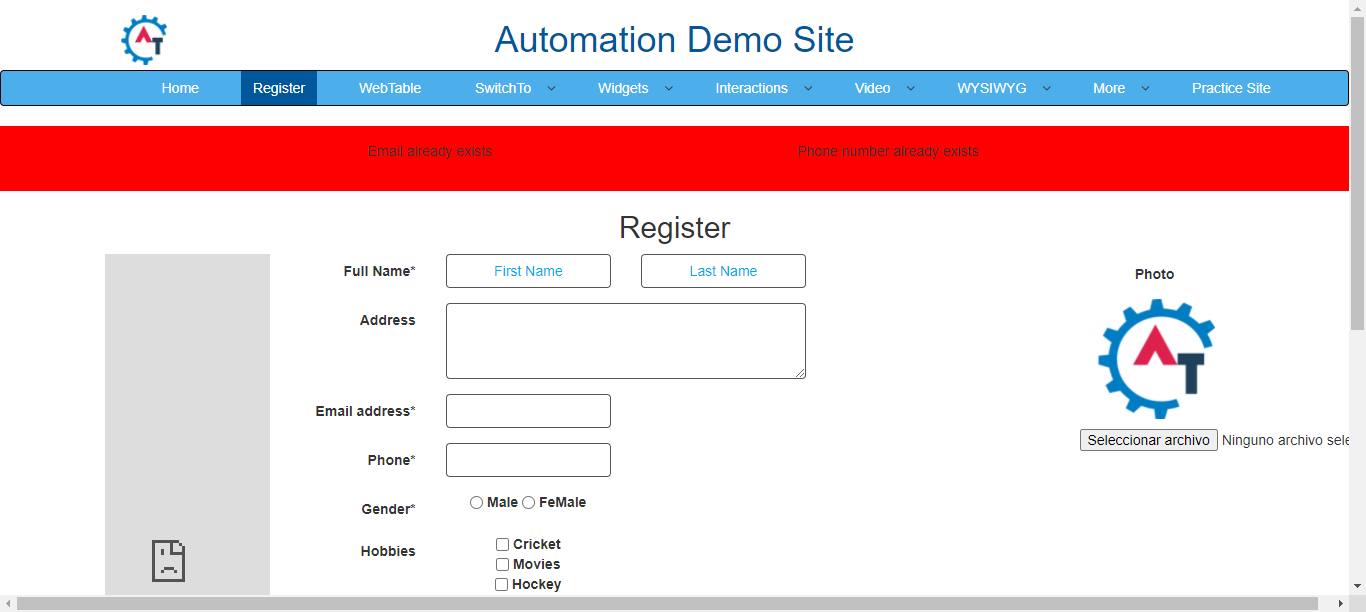 Automation Demo Site
Home Register WebTable SwitchTo Widgets Interactions Video WYSIWYG More Practice Site
Email already exists Phone number already exists
Register
Full Name* First Name Last Name
Photo
Address
AT
Email address*
Seleccionar archivo Ninguno archivo sele
Phone*
Gender* Male FeMale
Hobbies Cricket
Movies
Hockey